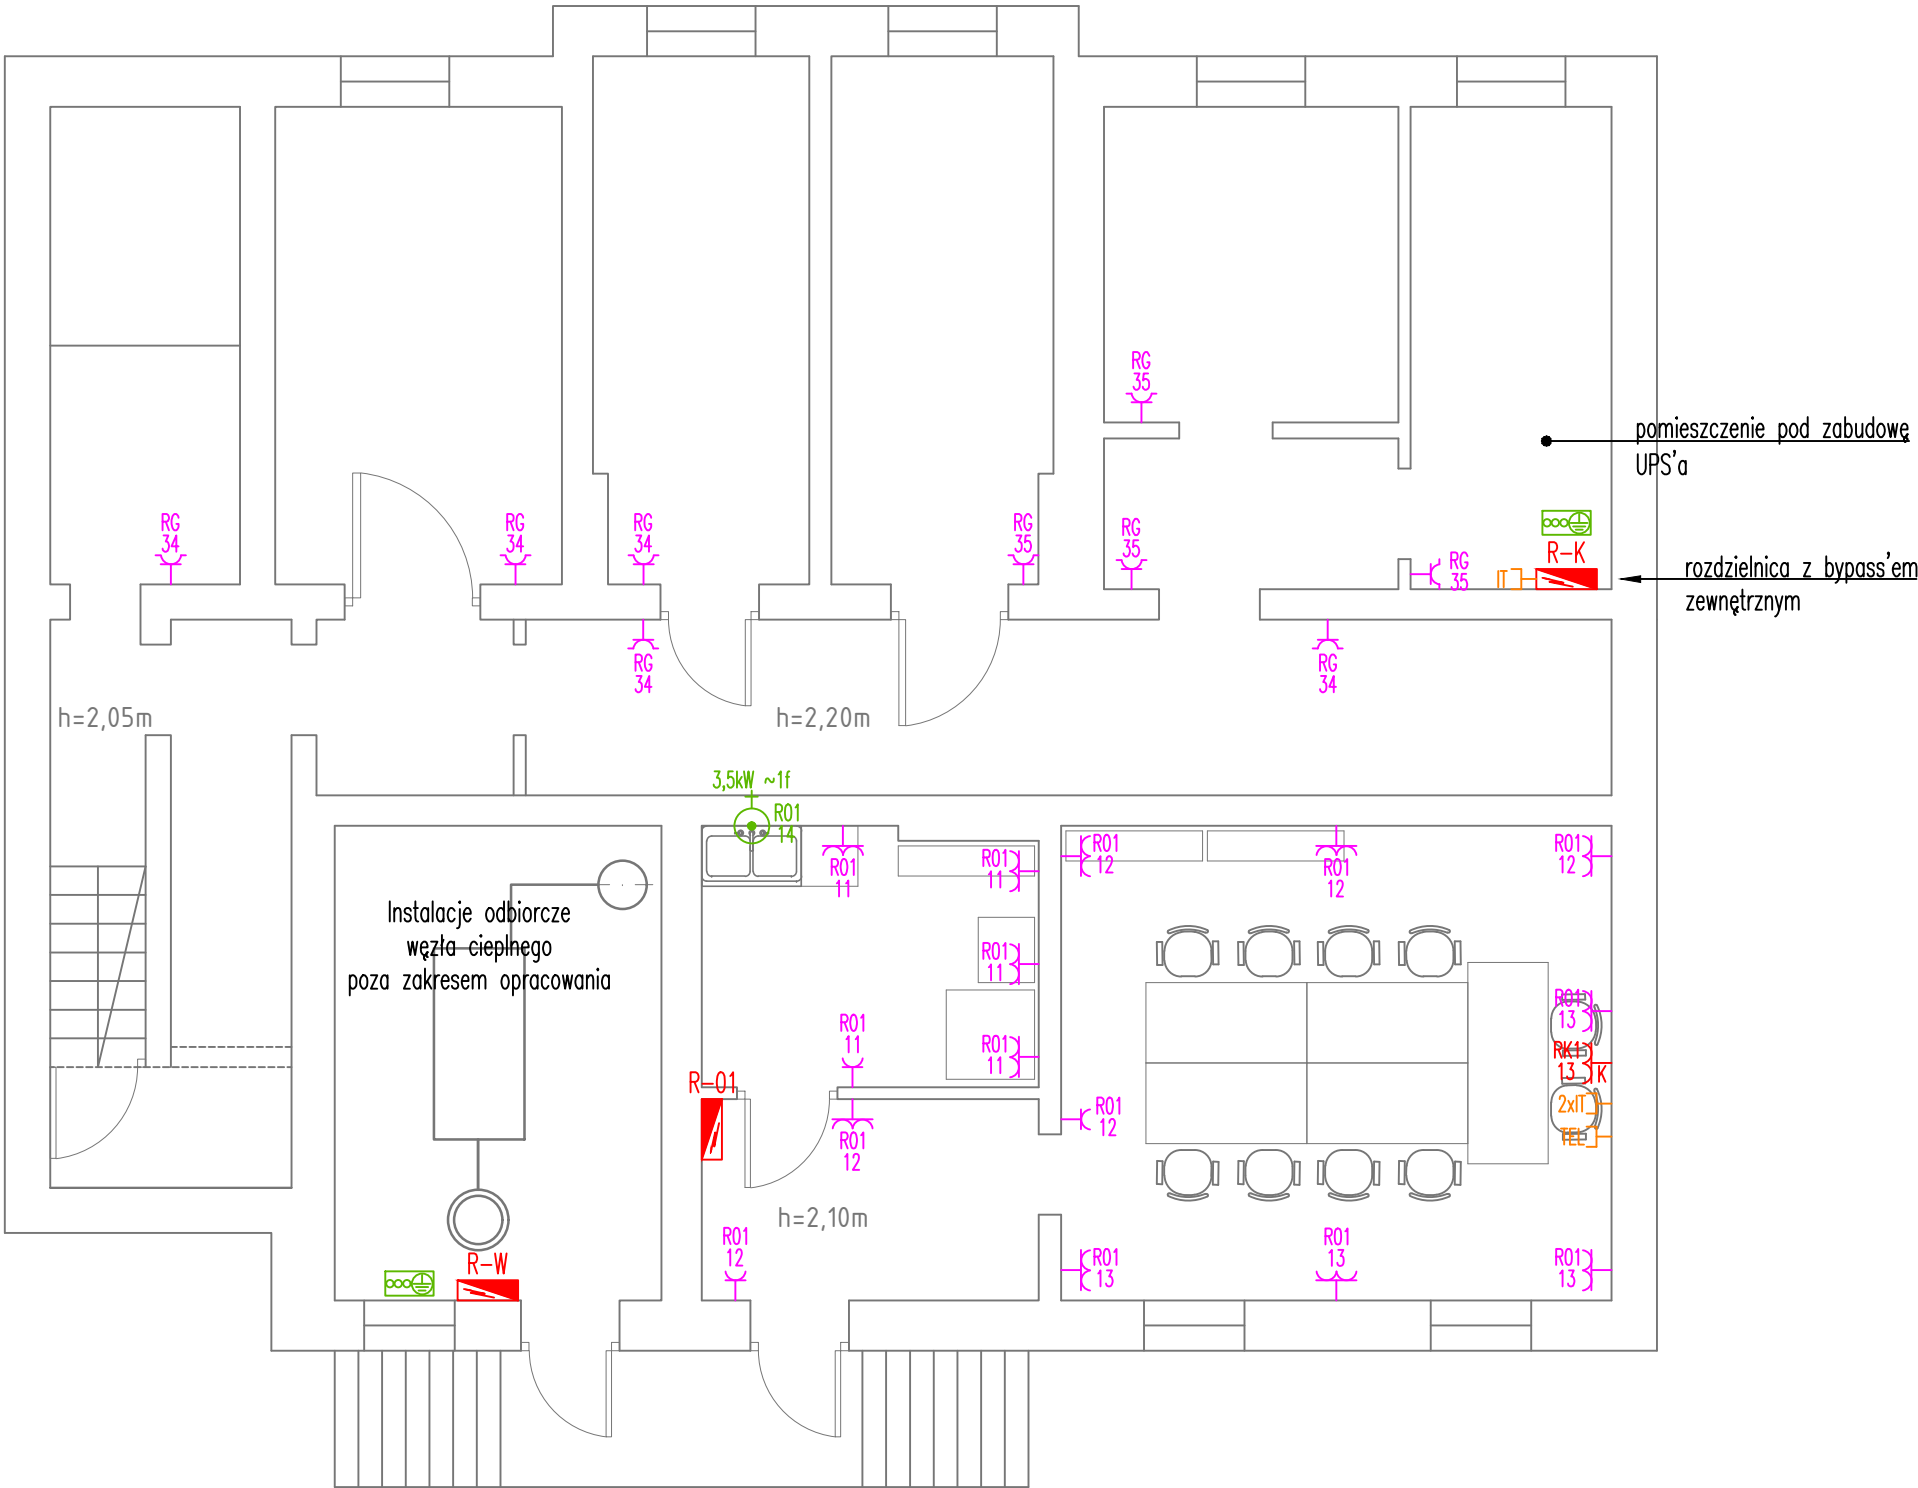 RG
35
pomieszczenie pod zabudowę
UPS'a
RG
34
RG
34
RG
34
RG
35
RG
35
RG
35
IT
R-K
rozdzielnica z bypass'em
zewnętrznym
RG
34
RG
34
h=2,05m
h=2,20m
3,5kW ~1f
R01
14
R01
11
R01
11
R01
12
R01
12
R01
12
Instalacje odbiorcze
węzła cieplnego
poza zakresem opracowania
R01
11
R01
11
R01
11
R01
13
RK1
13
K
2xIT
TEL
R-01
R01
12
R01
12
h=2,10m
R01
12
R01
13
R01
13
R01
13
R-W